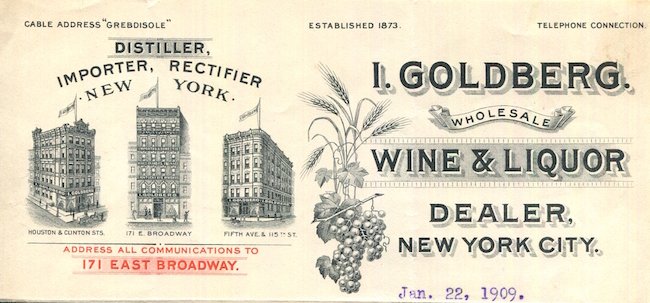 CABLE ADDRESS "GREBDISOLE"
ESTABLISHED 1873.
TELEPHONE CONNECTION.
DISTILLER,
IMPORTER, RECTIFIER
·NEW YORK·
HOUSTON & CLINTON STS.
171 E. BROADWAY
I. GOLDBERG
FIFTH AVE. & 115TH ST.
ADDRESS ALL COMMUNICATIONS TO
171 EAST BROADWAY.
I. GOLDBERG.
WHOLESALE
WINE & LIQUOR
DEALER,
NEW YORK CITY.
Jan. 22, 1909.